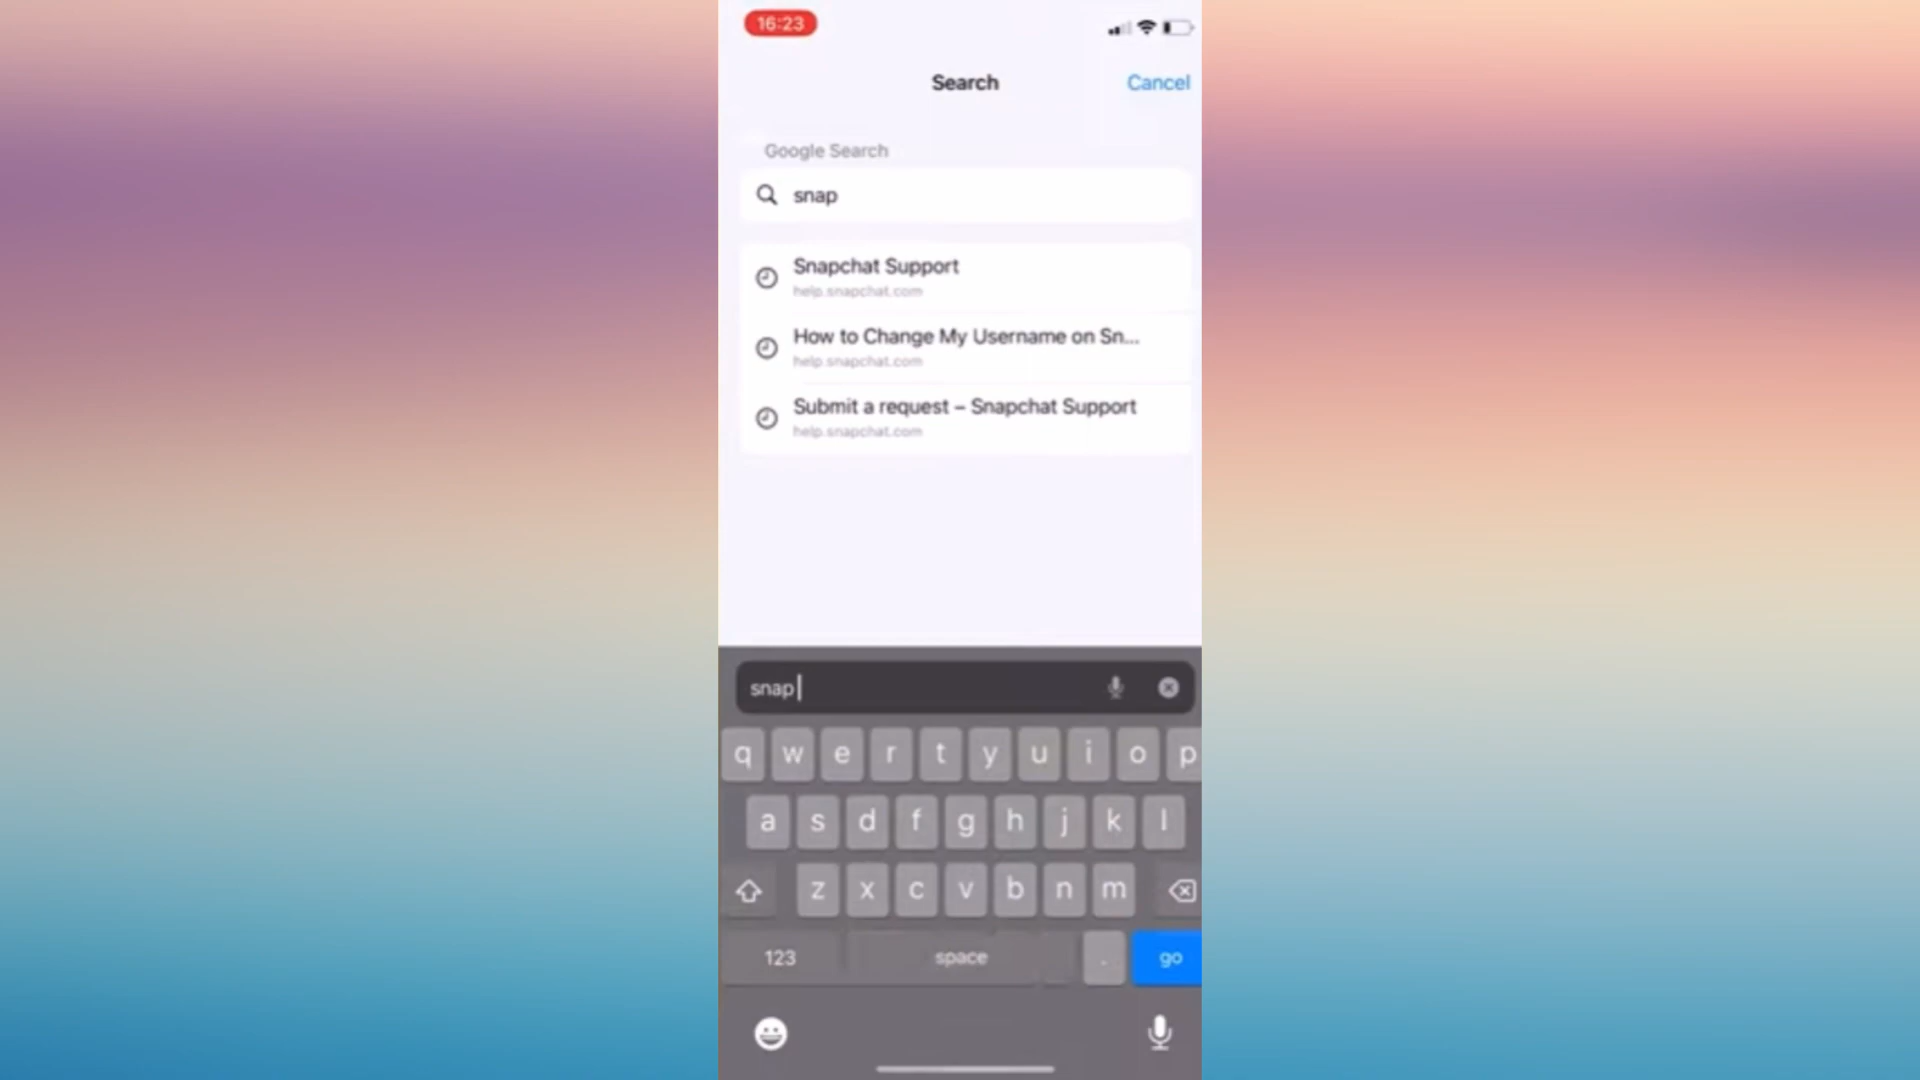 16:23
Search
Cancel
Google Search
snap
Snapchat Support
help.snapchat.com
How to Change My Username on Sn...
help.snapchat.com
Submit a request – Snapchat Support
help.snapchat.com
snap
q w e r t y u i o p
a s d f g h j k l
z x c v b n m
123 space . go